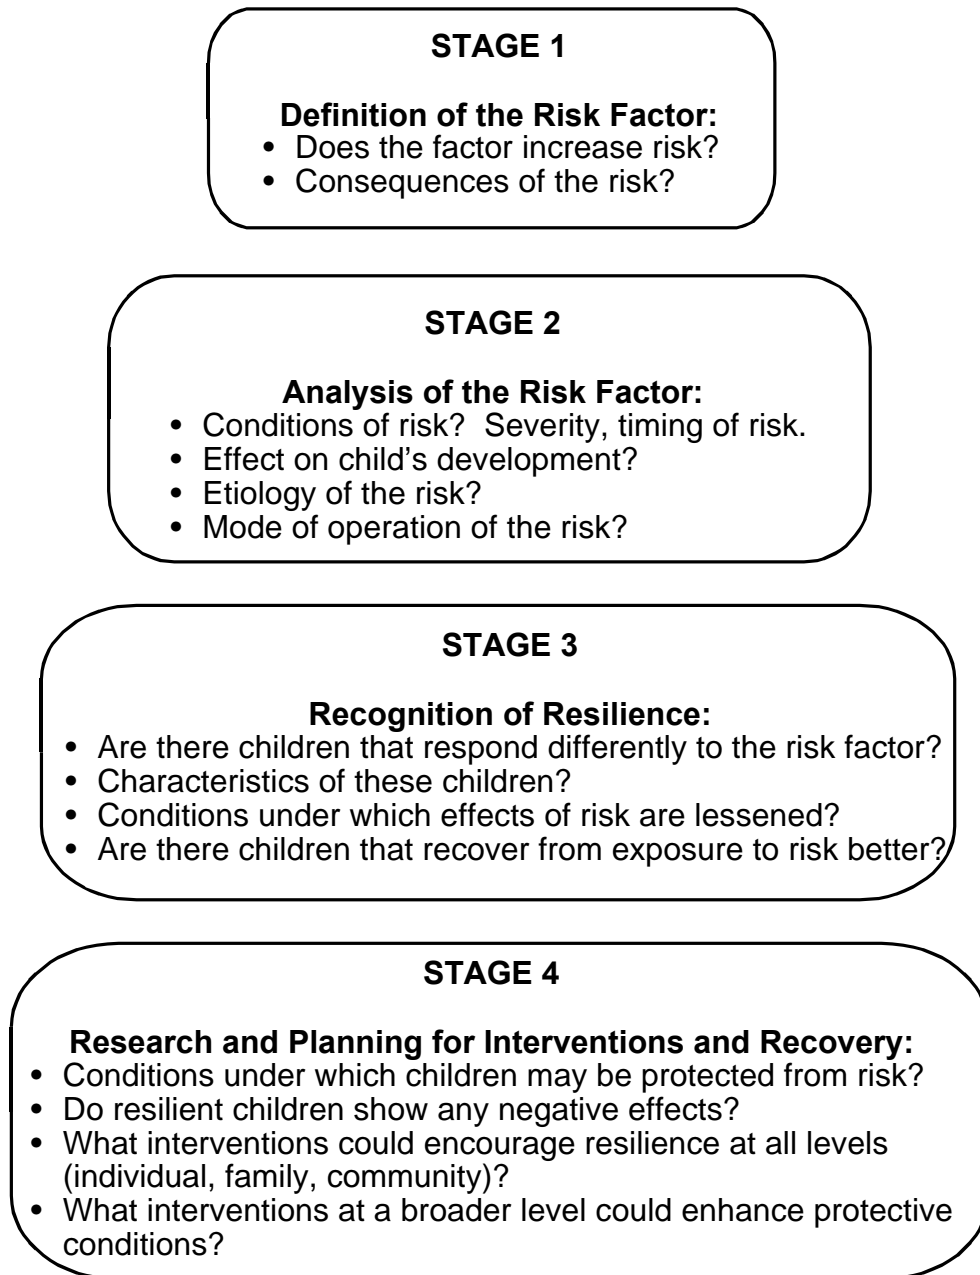 STAGE 1
Definition of the Risk Factor:
• Does the factor increase risk?
• Consequences of the risk?
STAGE 2
Analysis of the Risk Factor:
• Conditions of risk?  Severity, timing of risk.
• Effect on child's development?
• Etiology of the risk?
• Mode of operation of the risk?
STAGE 3
Recognition of Resilience:
• Are there children that respond differently to the risk factor?
• Characteristics of these children?
• Conditions under which effects of risk are lessened?
• Are there children that recover from exposure to risk better?
STAGE 4
Research and Planning for Interventions and Recovery:
• Conditions under which children may be protected from risk?
• Do resilient children show any negative effects?
• What interventions could encourage resilience at all levels
(individual, family, community)?
• What interventions at a broader level could enhance protective
conditions?